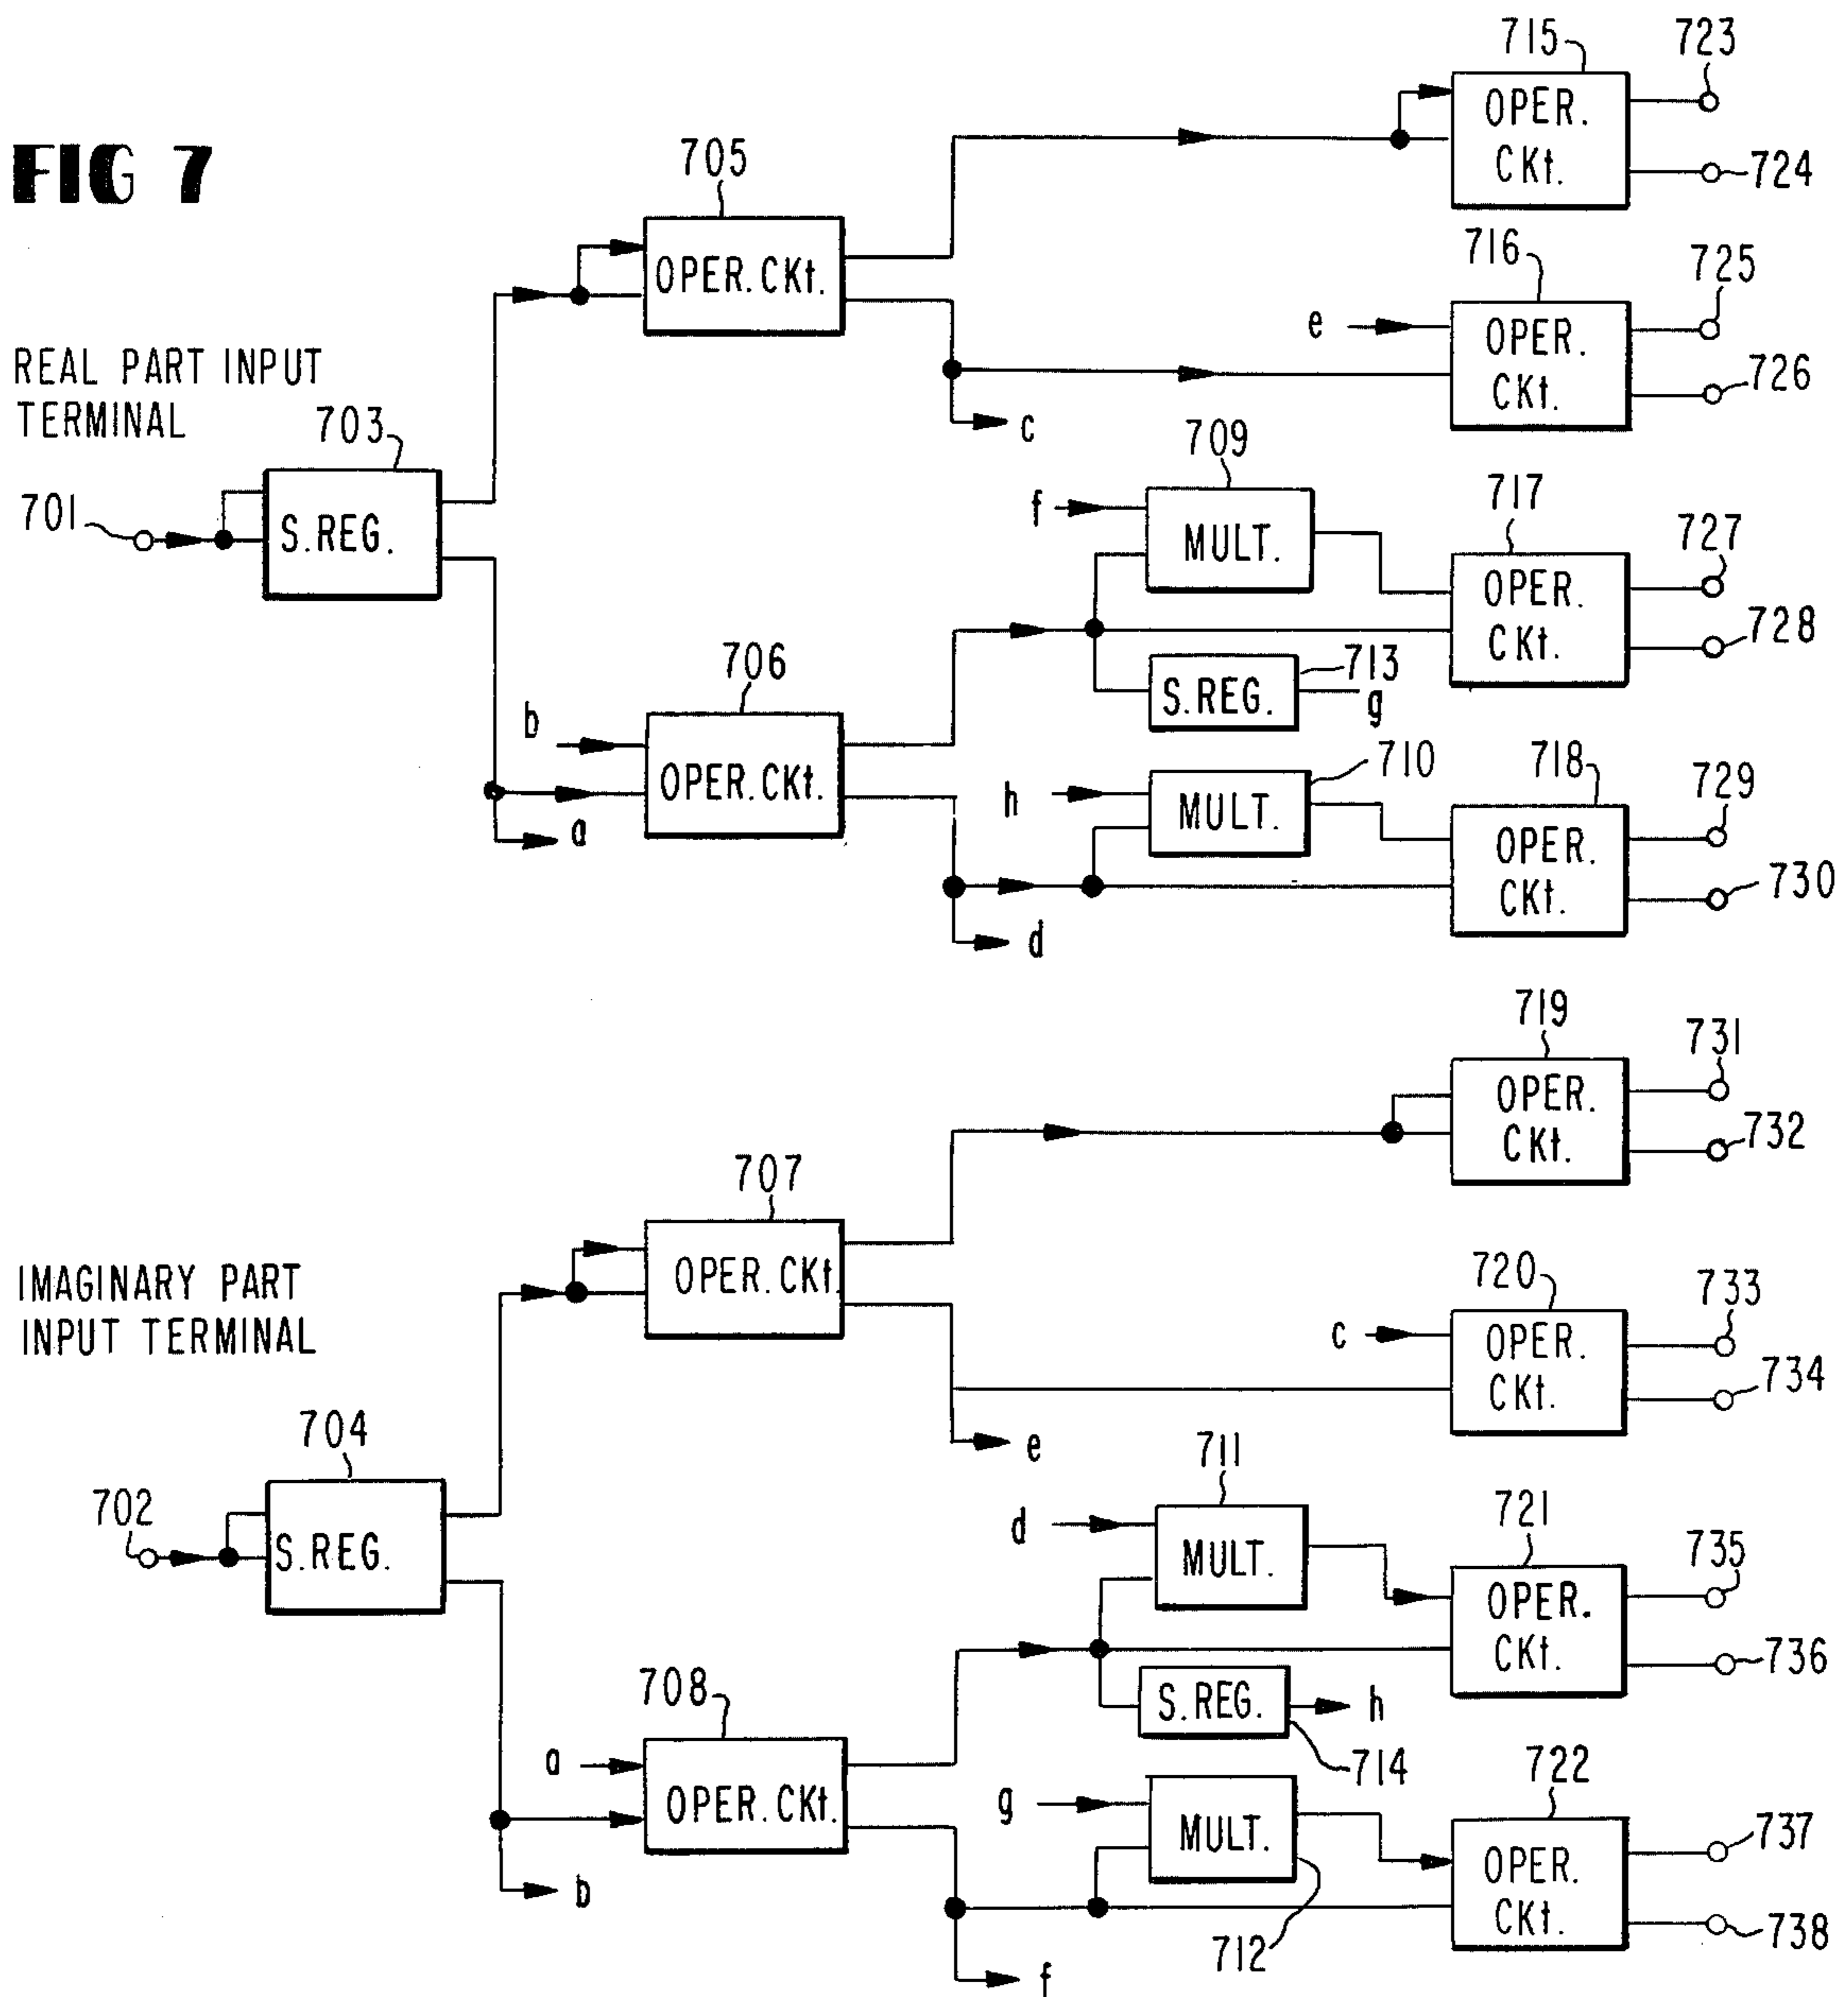 FIG 7
715
723
OPER.
CKt.
724
705
OPER. CKt.
716
725
e
OPER.
CKt.
726
REAL PART INPUT
TERMINAL
703
c
709
701
S.REG.
f
MULT.
717
727
OPER.
CKt.
728
706
713
S.REG.
g
b
OPER. CKt.
710
718
729
h
MULT.
a
OPER.
CKt.
730
d
719
731
OPER.
CKt.
732
707
OPER. CKt.
IMAGINARY PART
INPUT TERMINAL
720
733
c
OPER.
CKt.
734
704
e
711
702
S.REG.
d
MULT.
721
735
OPER.
CKt.
736
708
S.REG.
h
714
a
OPER. CKt.
g
MULT.
722
737
b
OPER.
CKt.
738
712
f